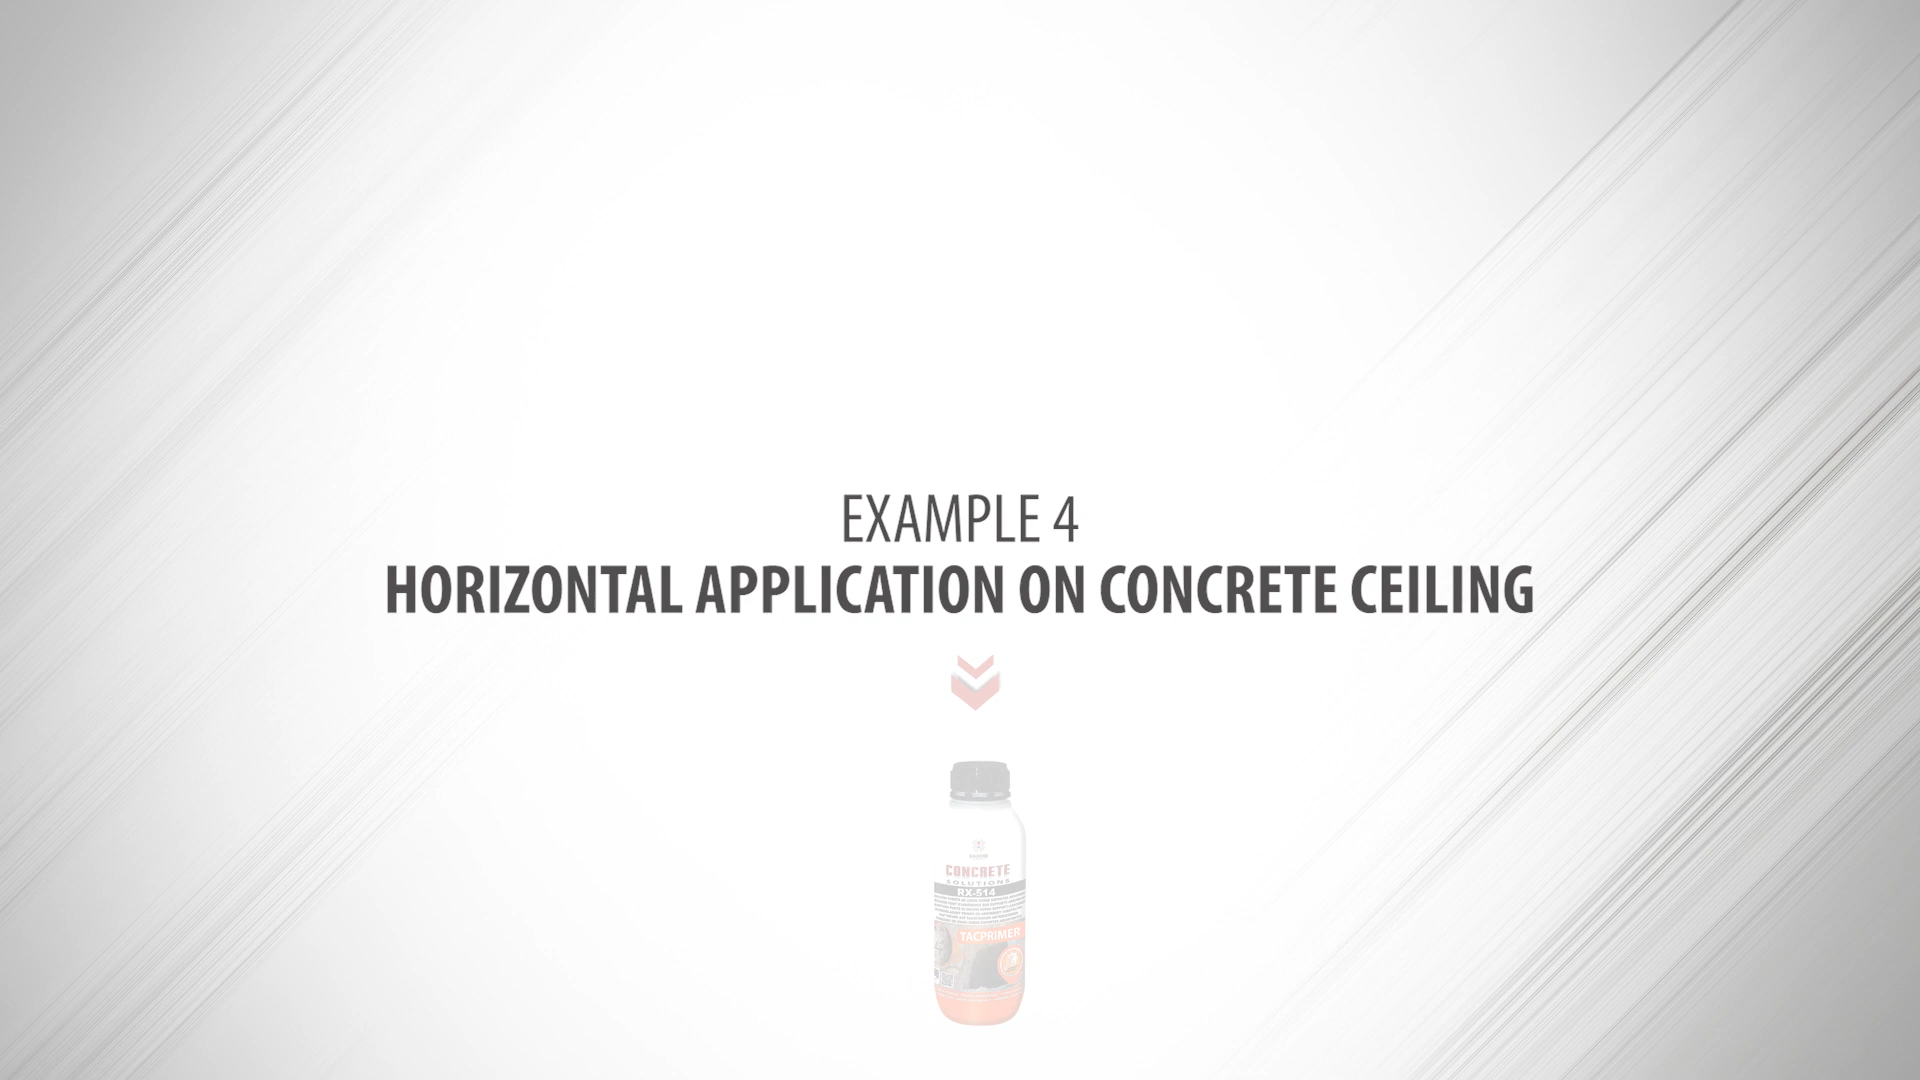 EXAMPLE 4
HORIZONTAL APPLICATION ON CONCRETE CEILING
CONCRETE
SOLUTIONS
RX-514
TACPRIMER